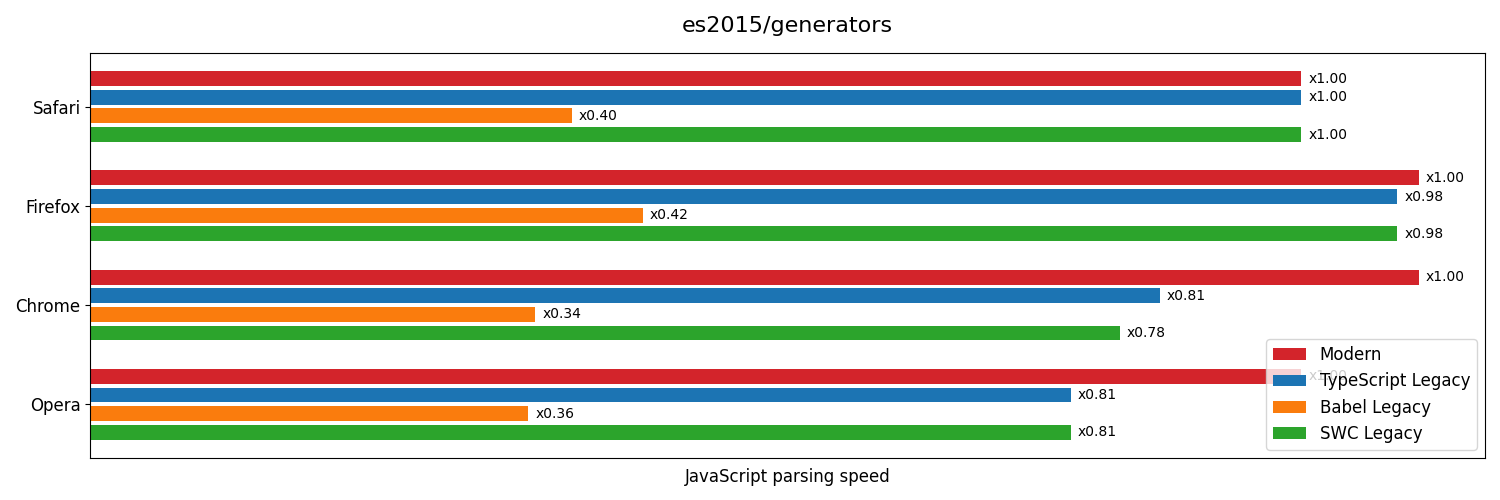 es2015/generators
Safari
x1.00
x1.00
x0.40
x1.00
Firefox
x1.00
x0.98
x0.42
x0.98
Chrome
x1.00
x0.81
x0.34
x0.78
Opera
x1.00
x0.81
x0.36
x0.81
Modern
TypeScript Legacy
Babel Legacy
SWC Legacy
JavaScript parsing speed